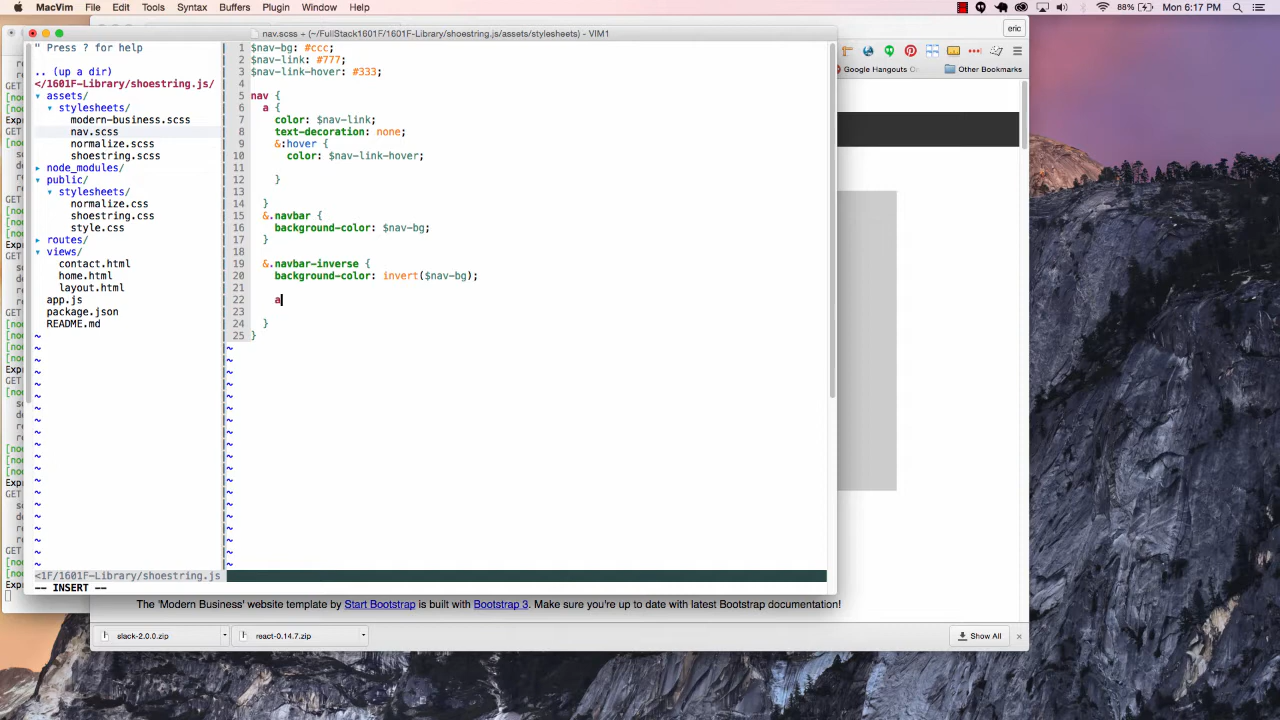 MacVim File Edit Tools Syntax Buffers Plugin Window Help
88% Mon 6:17 PM
nav.scss + (~/FullStack1601F/1601F-Library/shoestring.js/assets/stylesheets) - VIM1
eric
Google Hangouts
Other Bookmarks
" Press ? for help
.. (up a dir)
</1601F-Library/shoestring.js/
▾ assets/
▾ stylesheets/
modern-business.scss
nav.scss
normalize.scss
shoestring.scss
▸ node_modules/
▾ public/
▾ stylesheets/
normalize.css
shoestring.css
style.css
▸ routes/
▾ views/
contact.html
home.html
layout.html
app.js
package.json
README.md
1 $nav-bg: #ccc;
2 $nav-link: #777;
3 $nav-link-hover: #333;
4
5 nav {
6 a {
7 color: $nav-link;
8 text-decoration: none;
9 &:hover {
10 color: $nav-link-hover;
11
12 }
13
14 }
15 &.navbar {
16 background-color: $nav-bg;
17 }
18
19 &.navbar-inverse {
20 background-color: invert($nav-bg);
21
22 a
23
24 }
25 }
<1F/1601F-Library/shoestring.js
-- INSERT --
The 'Modern Business' website template by Start Bootstrap is built with Bootstrap 3. Make sure you're up to date with latest Bootstrap documentation!
slack-2.0.0.zip
react-0.14.7.zip
Show All